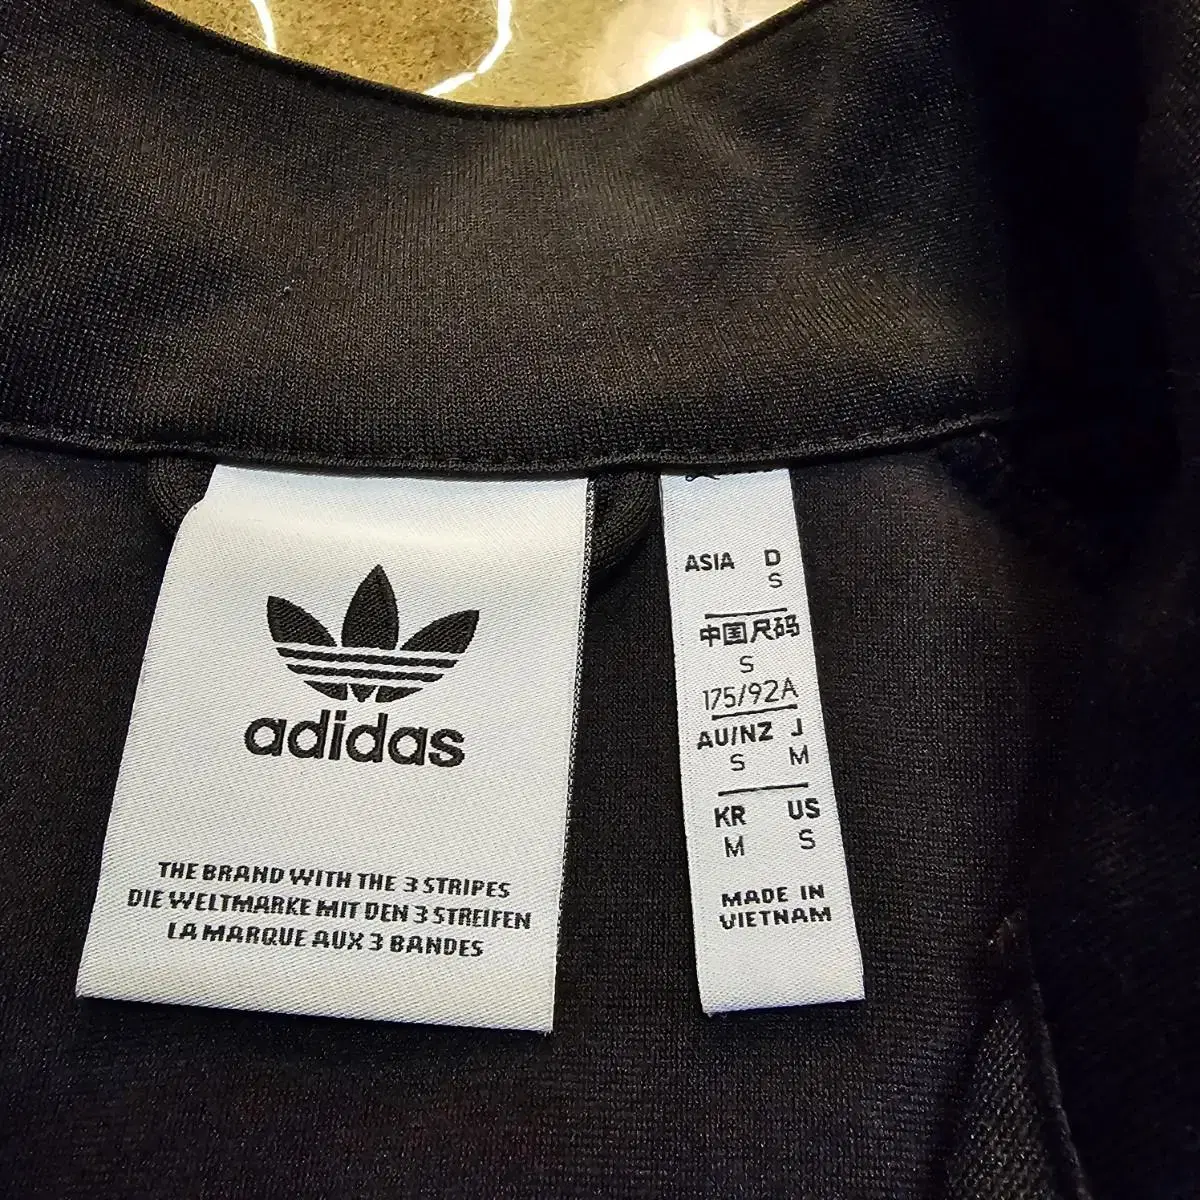 adidas
THE BRAND WITH THE 3 STRIPES
DIE WELTMARKE MIT DEN 3 STREIFEN
LA MARQUE AUX 3 BANDES
ASIA D
S
中国尺码
S
175/92A
AU/NZ J
S M
KR US
M S
MADE IN
VIETNAM